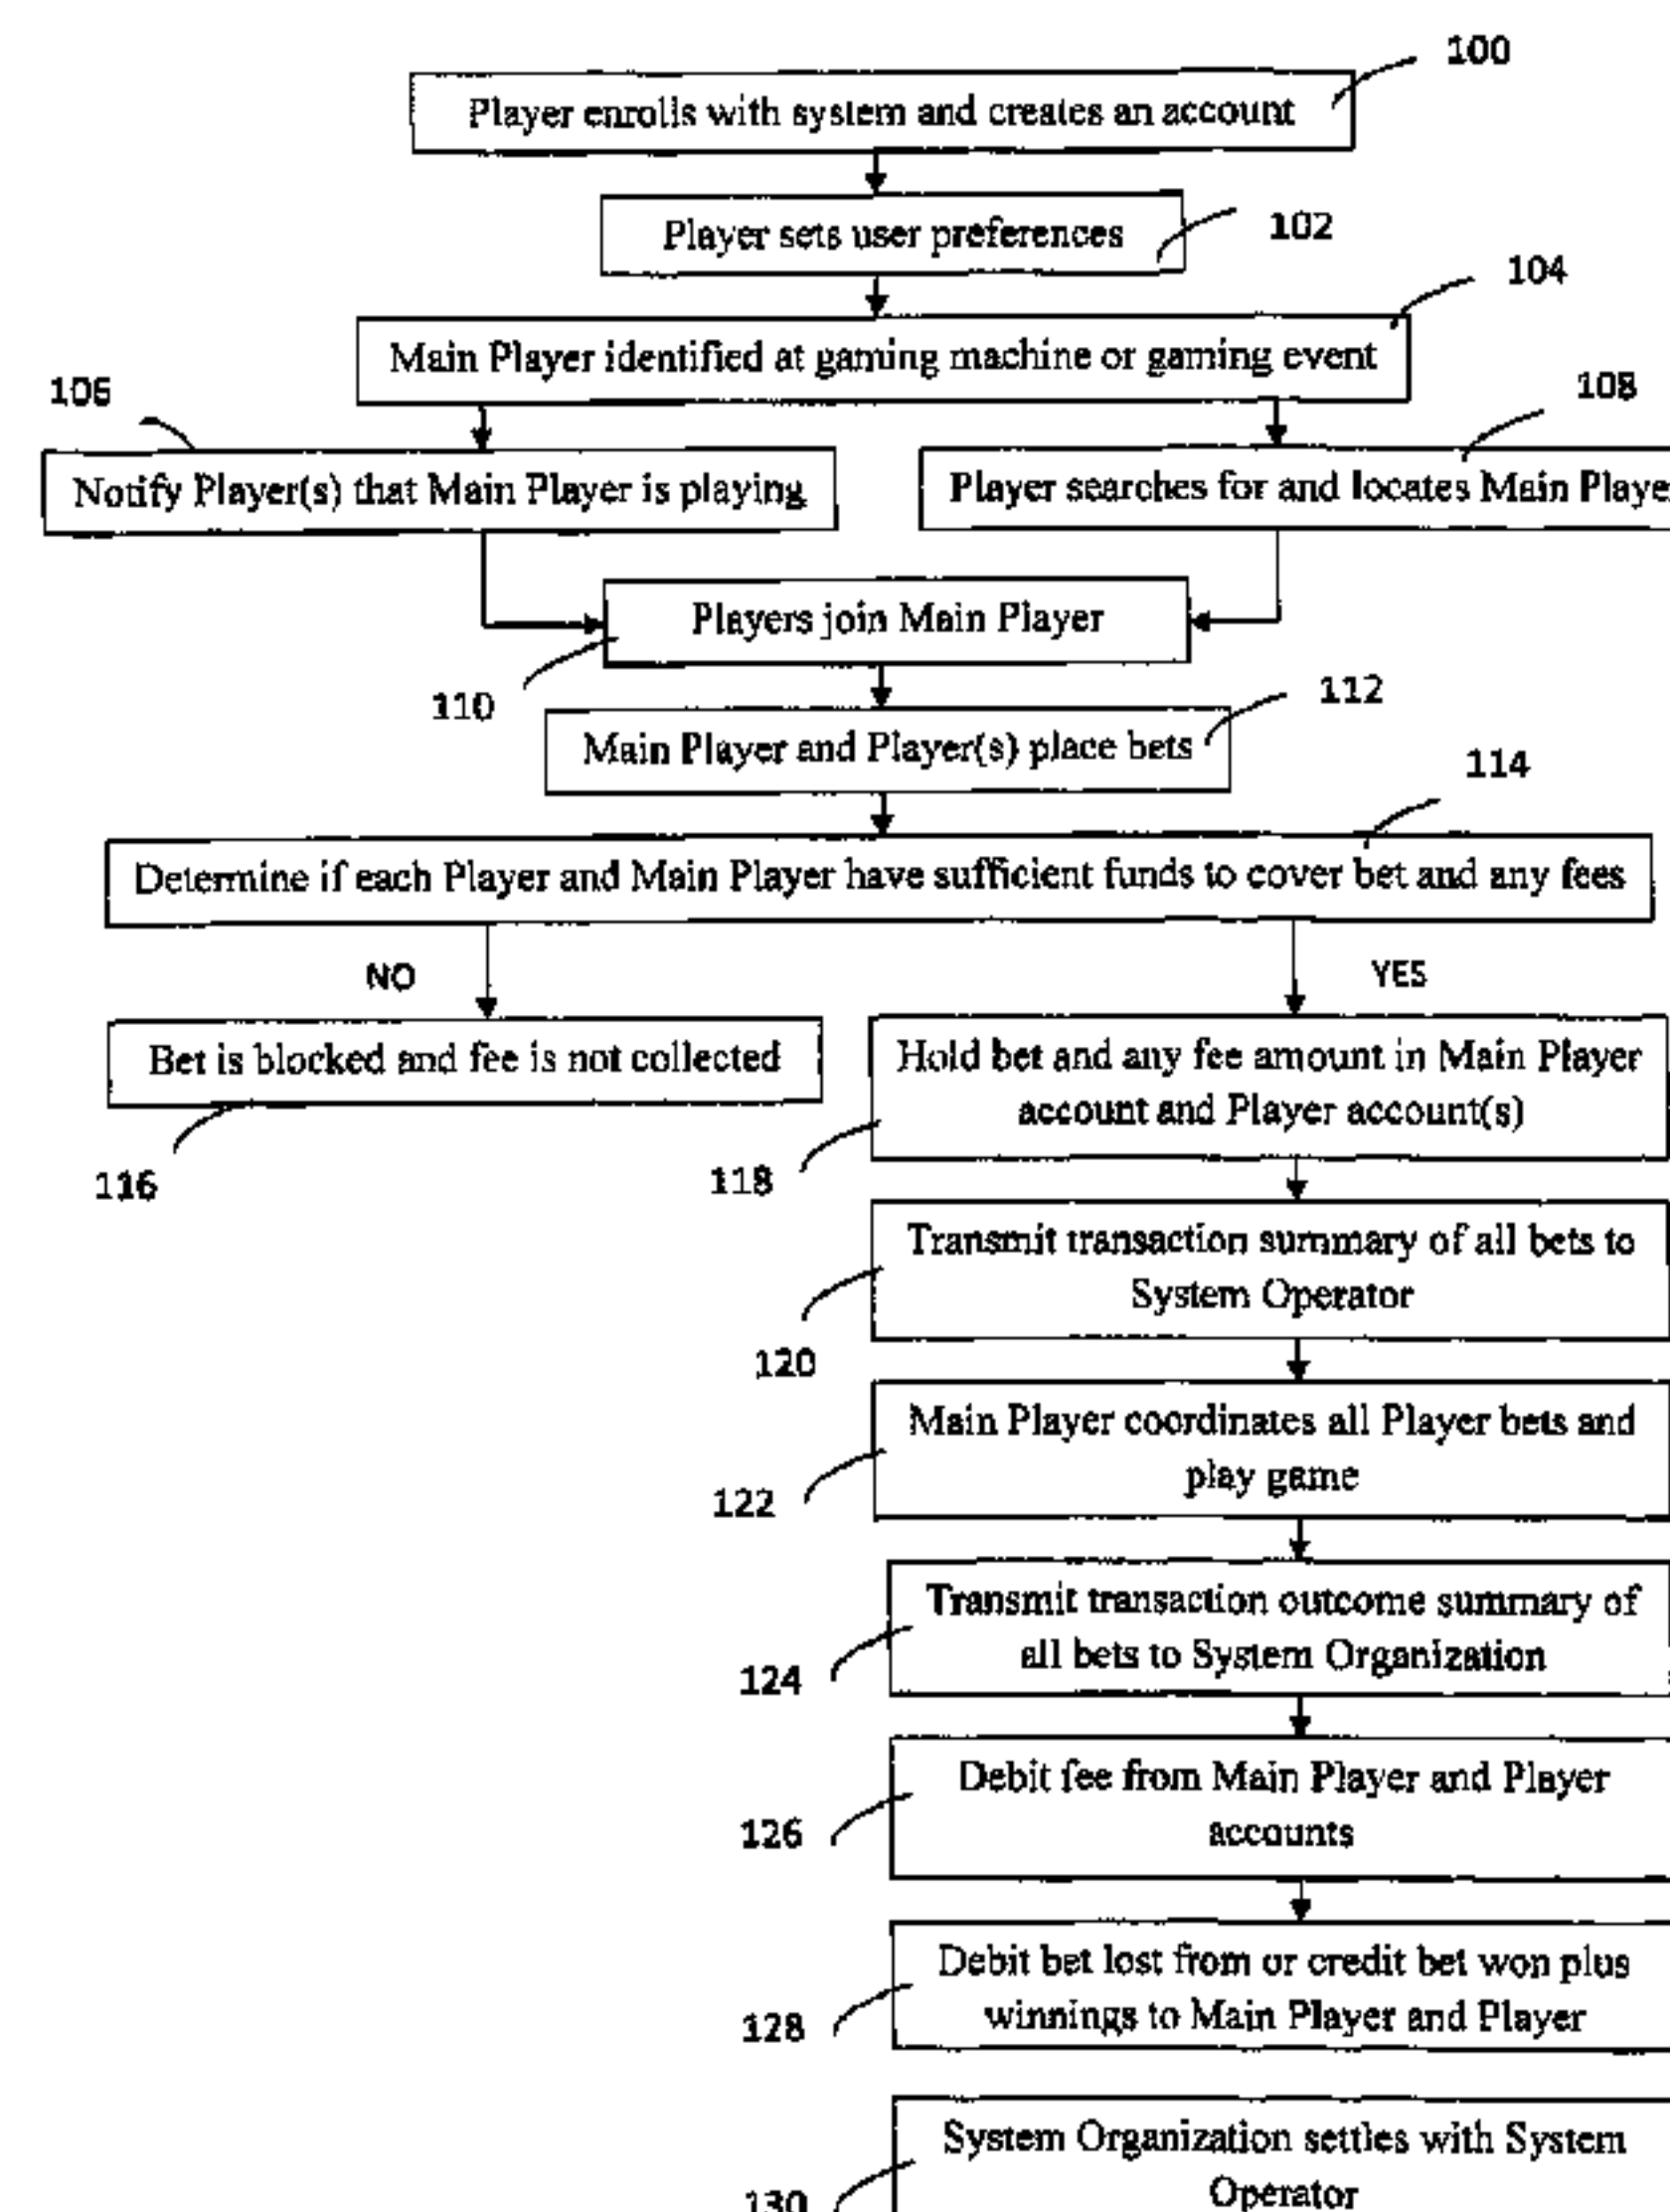 100
Player enrolls with system and creates an account
Player sets user preferences
102
104
Main Player identified at gaming machine or gaming event
106
108
Notify Player(s) that Main Player is playing
Player searches for and locates Main Playe
Players join Main Player
110
112
Main Player and Player(s) place bets
114
Determine if each Player and Main Player have sufficient funds to cover bet and any fees
NO
YES
Bet is blocked and fee is not collected
116
Hold bet and any fee amount in Main Player
account and Player account(s)
118
Transmit transaction summary of all bets to
System Operator
120
Main Player coordinates all Player bets and
play game
122
Transmit transaction outcome summary of
all bets to System Organization
124
Debit fee from Main Player and Player
accounts
126
Debit bet lost from or credit bet won plus
winnings to Main Player and Player
128
System Organization settles with System
Operator
130